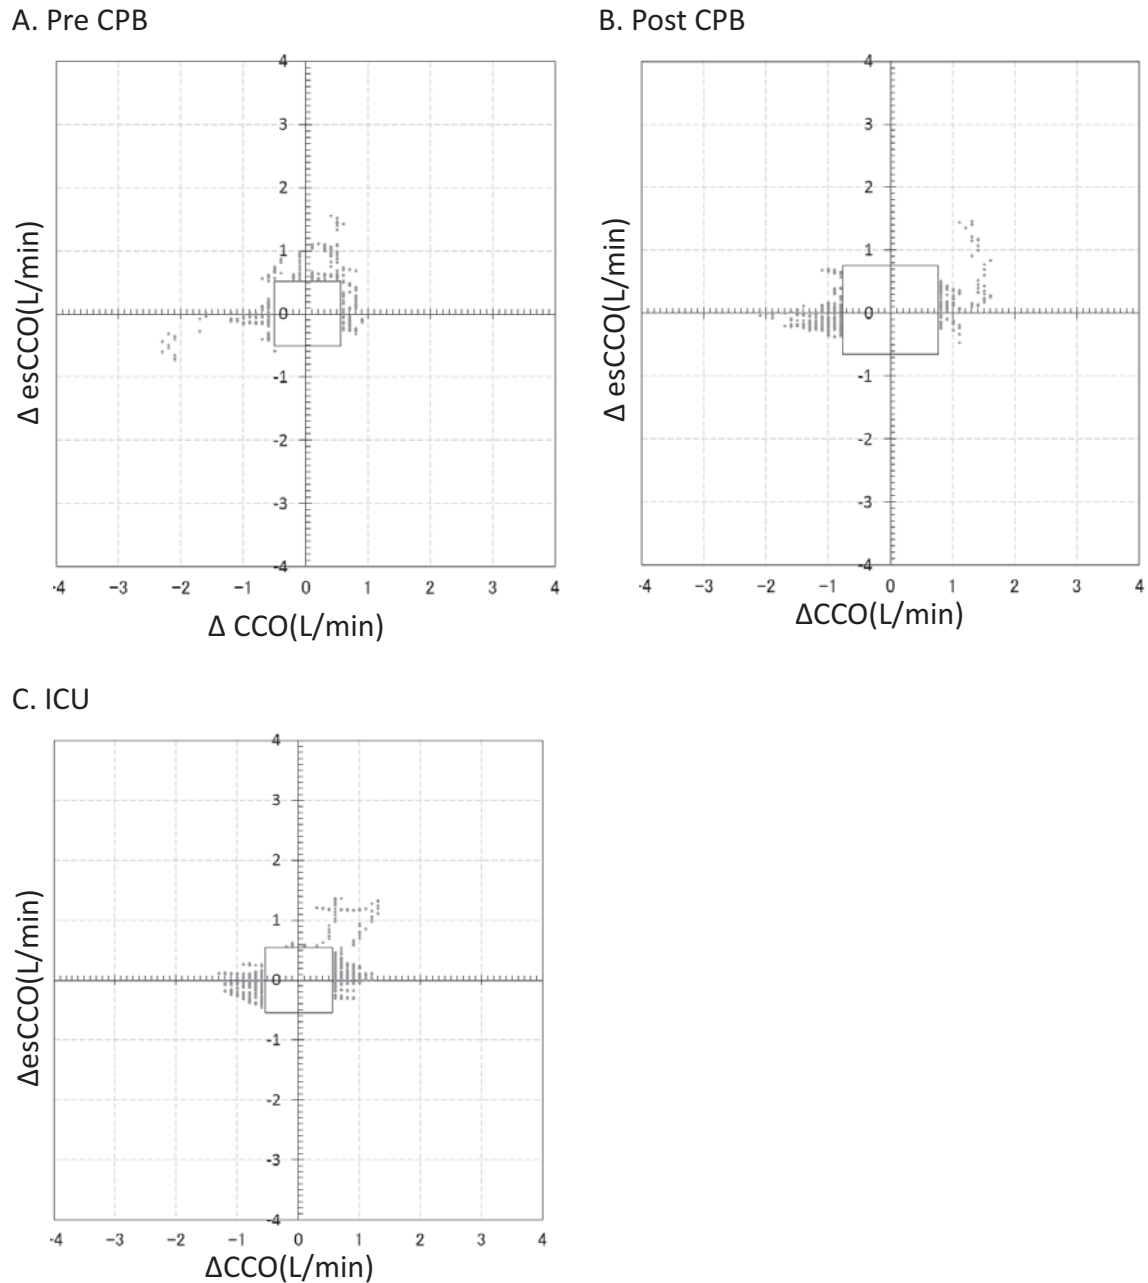 A. Pre CPB
B. Post CPB
4
3
2
1
0
-1
-2
-3
-4
-4 -3 -2 -1 0 1 2 3 4
Δ esCCO(L/min)
Δ CCO(L/min)
4
3
2
1
0
-1
-2
-3
-4
-4 -3 -2 -1 0 1 2 3 4
Δ esCCO(L/min)
ΔCCO(L/min)
C. ICU
4
3
2
1
0
-1
-2
-3
-4
-4 -3 -2 -1 0 1 2 3 4
ΔesCCO(L/min)
ΔCCO(L/min)